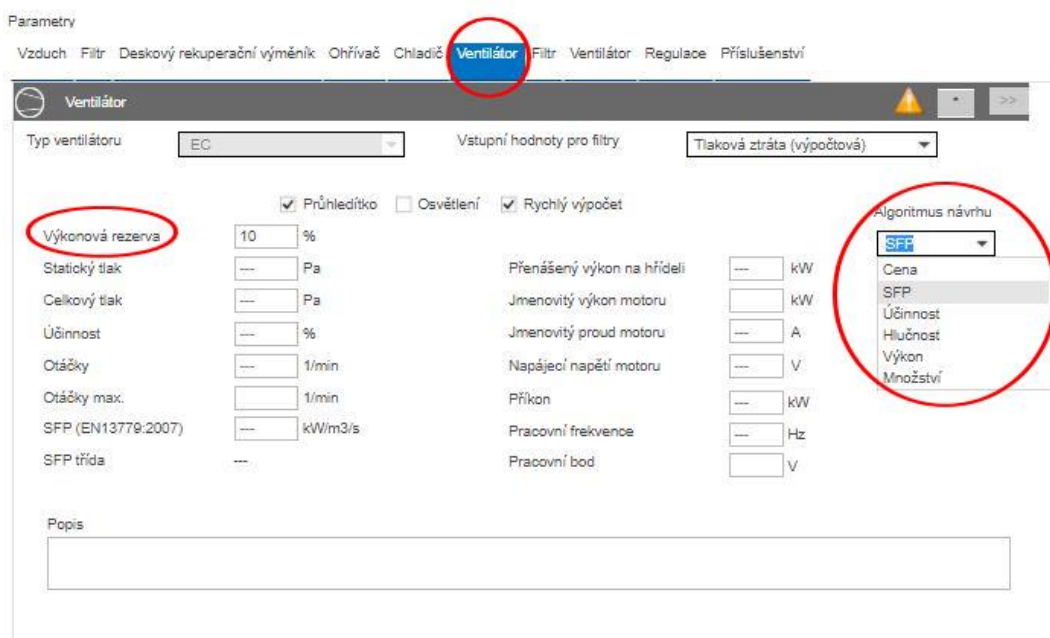 Parametry
Vzduch Filtr Deskový rekuperační výměník Ohřívač Chladič Ventilátor Filtr Ventilátor Regulace Příslušenství
Ventilátor * >>
Typ ventilátoru EC Vstupní hodnoty pro filtry Tlaková ztráta (výpočtová)
Průhledítko Osvětlení Rychlý výpočet
Algoritmus návrhu
Výkonová rezerva 10 % SFP
Statický tlak --- Pa Přenášený výkon na hřídeli --- kW Cena
Celkový tlak --- Pa Jmenovitý výkon motoru kW SFP
Účinnost
Účinnost --- % Jmenovitý proud motoru --- A Hlučnost
Otáčky --- 1/min Napájecí napětí motoru --- V Výkon
Množství
Otáčky max. 1/min Příkon --- kW
SFP (EN13779:2007) --- kW/m3/s Pracovní frekvence --- Hz
SFP třída --- Pracovní bod V
Popis